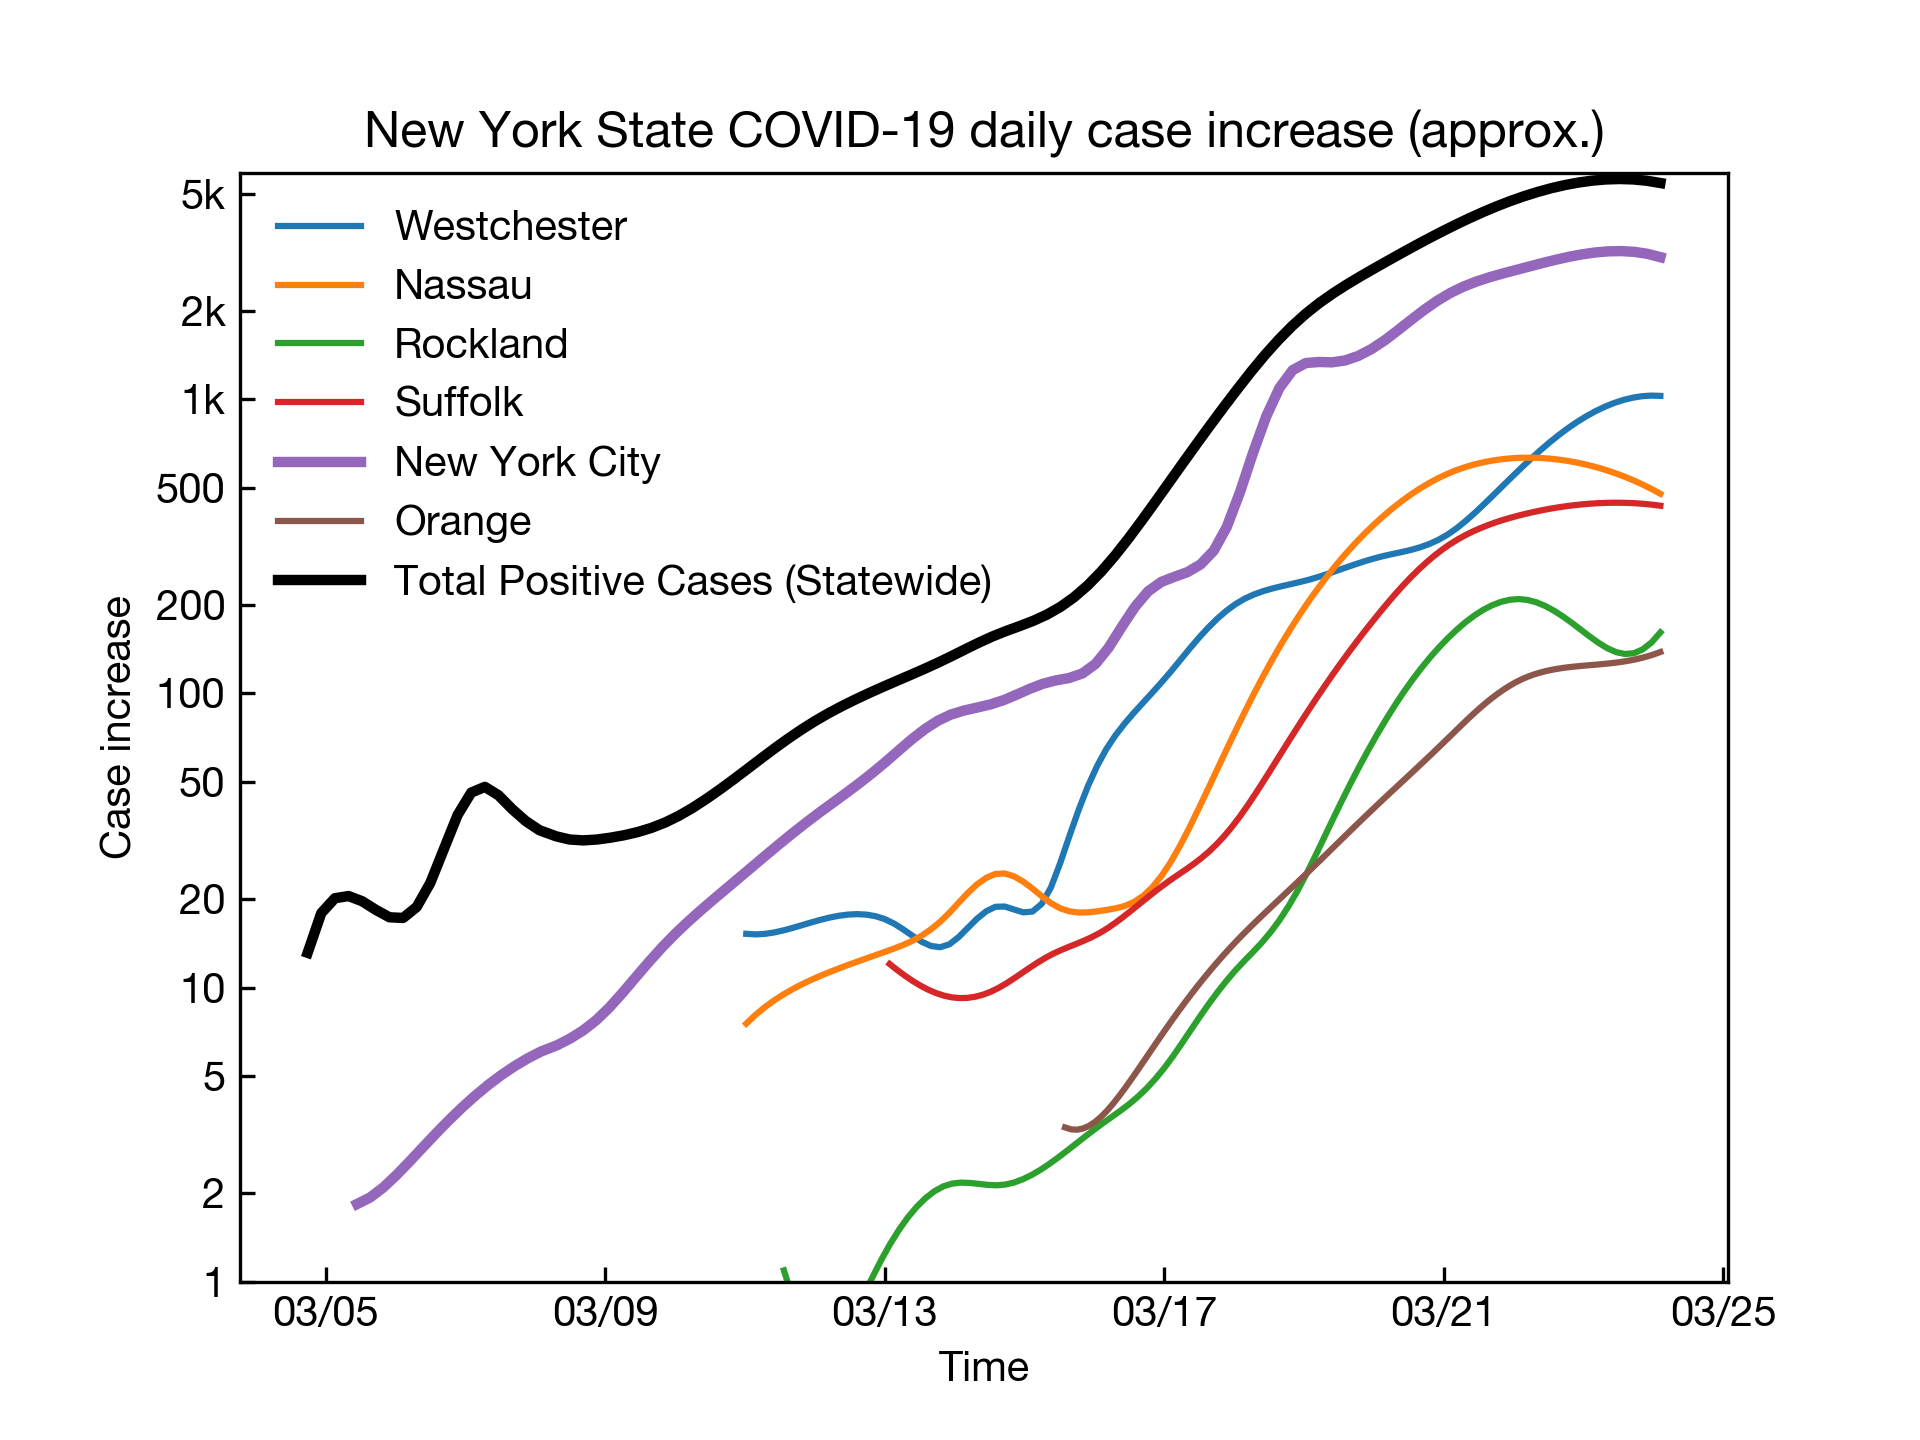 New York State COVID-19 daily case increase (approx.)
Westchester
Nassau
Rockland
Suffolk
New York City
Orange
Total Positive Cases (Statewide)
Case increase
5k
2k
1k
500
200
100
50
20
10
5
2
1
03/05 03/09 03/13 03/17 03/21 03/25
Time